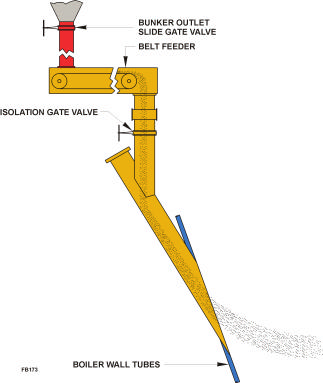 BUNKER OUTLET
SLIDE GATE VALVE
BELT FEEDER
ISOLATION GATE VALVE
BOILER WALL TUBES
FB173